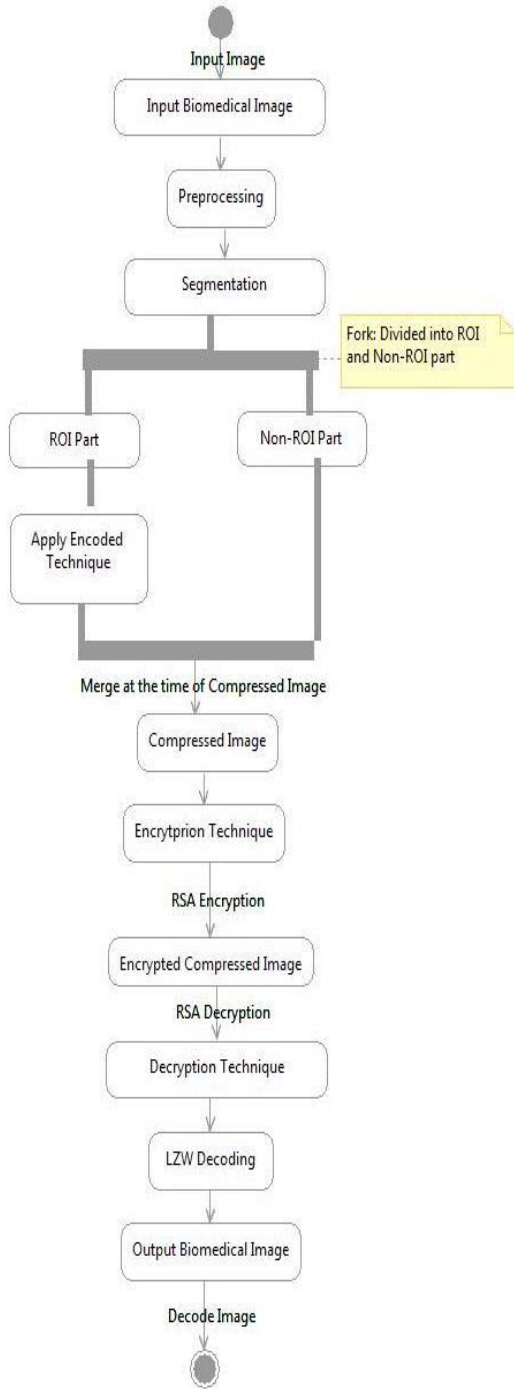 Input Image
Input Biomedical Image
Preprocessing
Segmentation
Fork: Divided into ROI
and Non-ROI part
ROI Part
Non-ROI Part
Apply Encoded
Technique
Merge at the time of Compressed Image
Compressed Image
Encrytprion Technique
RSA Encryption
Encrypted Compressed Image
RSA Decryption
Decryption Technique
LZW Decoding
Output Biomedical Image
Decode Image